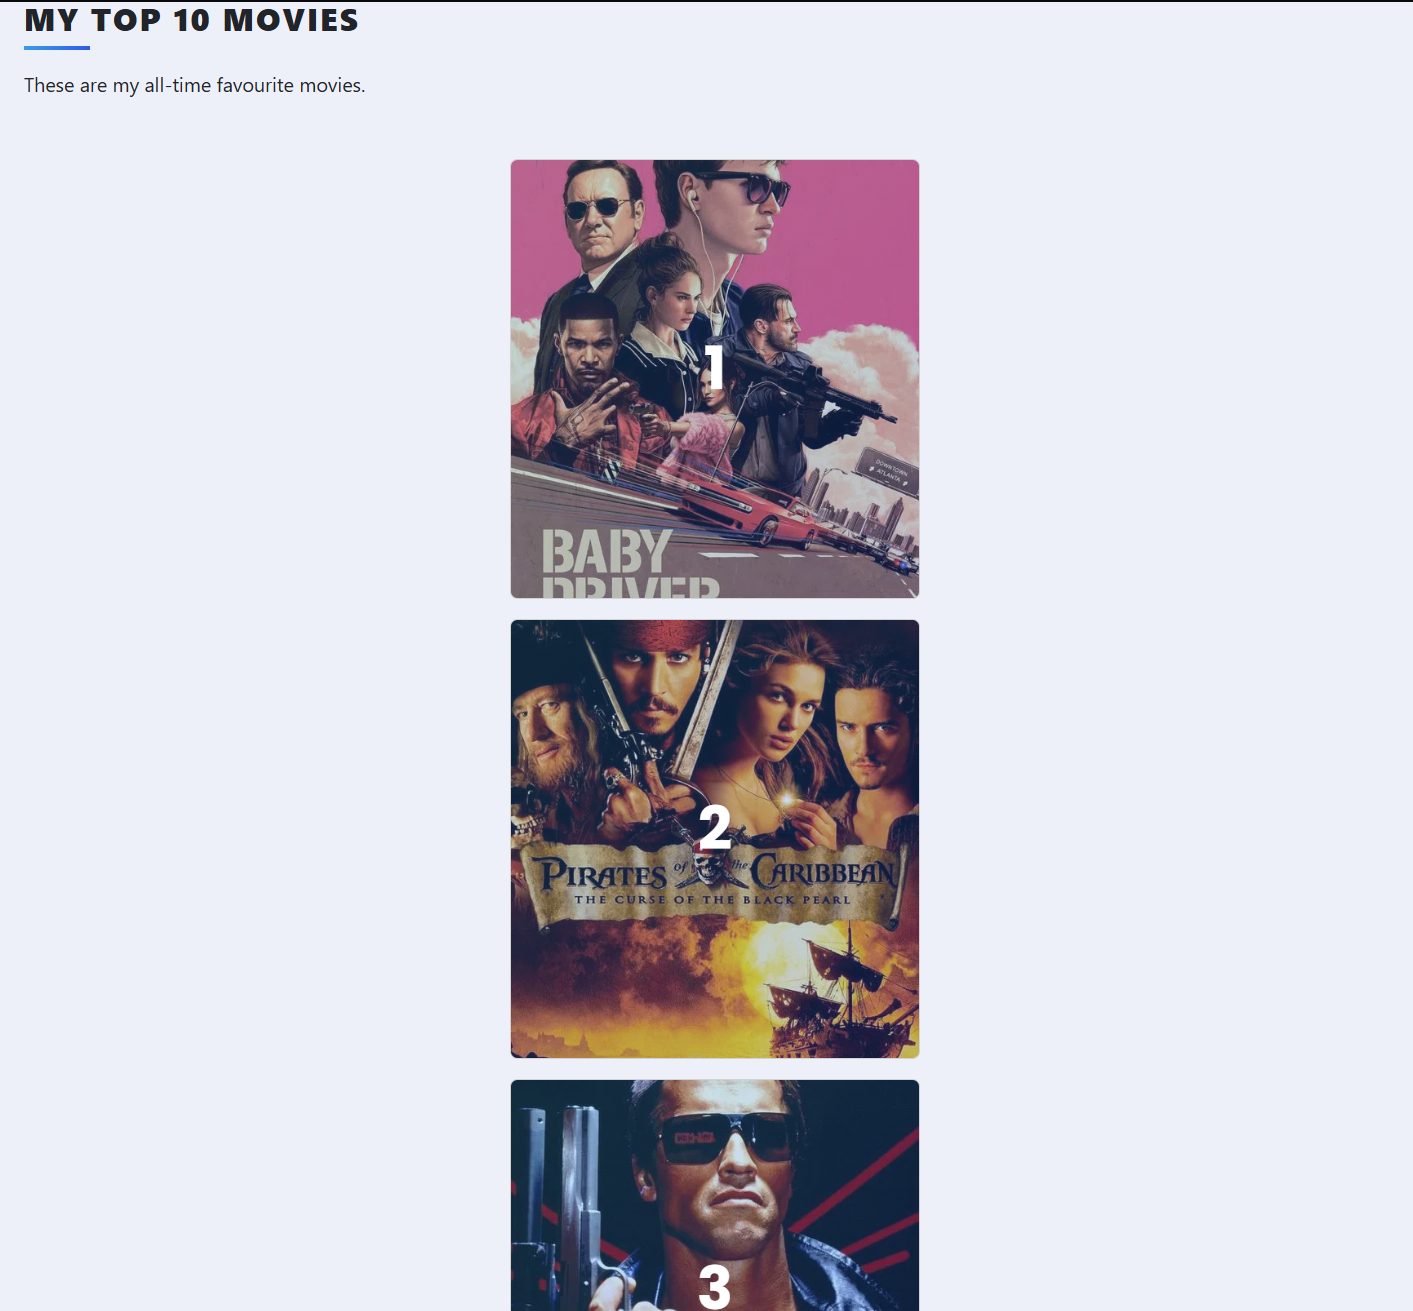 MY TOP 10 MOVIES
These are my all-time favourite movies.
1
DOWNTOWN
ATLANTA
BABY
DRIVER
2
PIRATES of the CARIBBEAN
THE CURSE OF THE BLACK PEARL
3